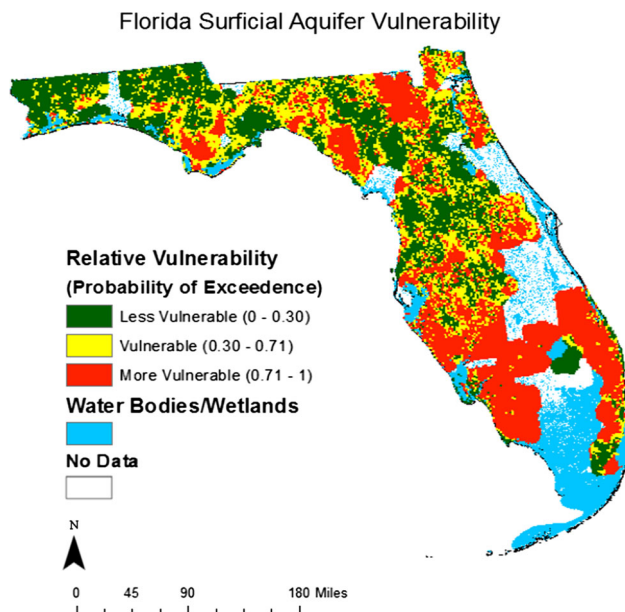 Florida Surficial Aquifer Vulnerability
Relative Vulnerability
(Probability of Exceedence)
Less Vulnerable (0 - 0.30)
Vulnerable (0.30 - 0.71)
More Vulnerable (0.71 - 1)
Water Bodies/Wetlands
No Data
N
0 45 90 180 Miles